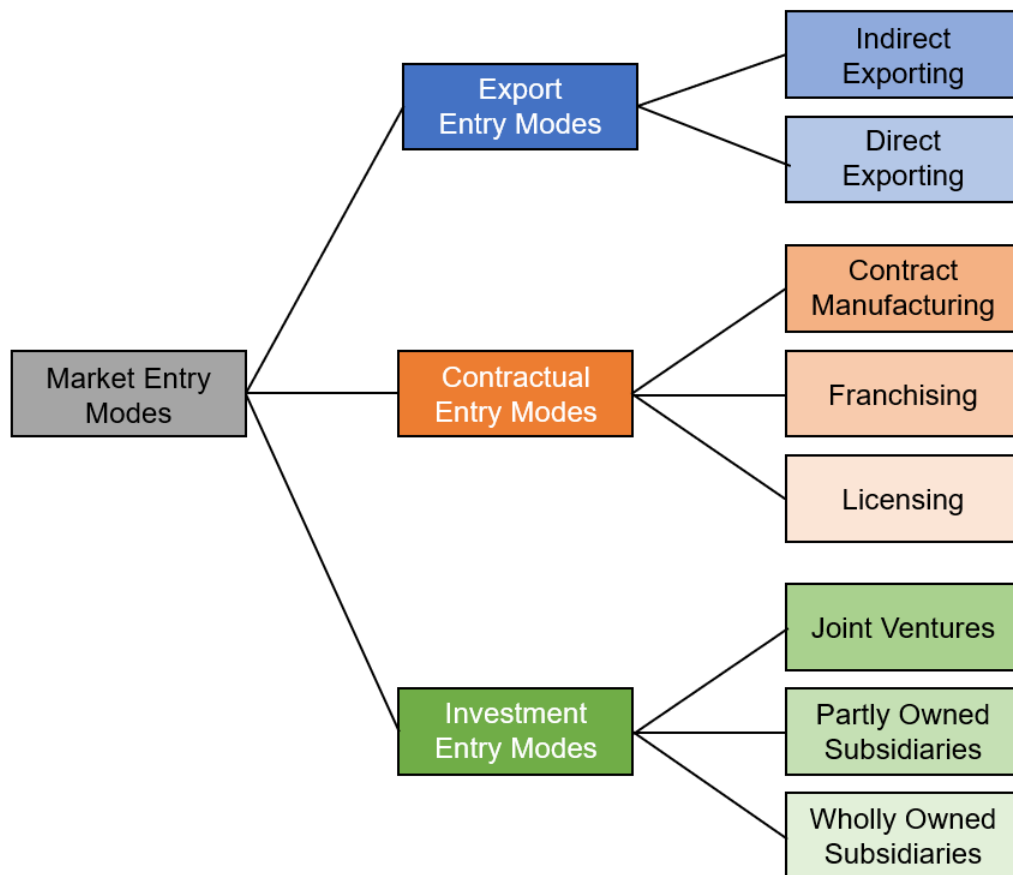 Indirect
Exporting
Export
Entry Modes
Direct
Exporting
Contract
Manufacturing
Market Entry
Modes
Contractual
Entry Modes
Franchising
Licensing
Joint Ventures
Investment
Entry Modes
Partly Owned
Subsidiaries
Wholly Owned
Subsidiaries